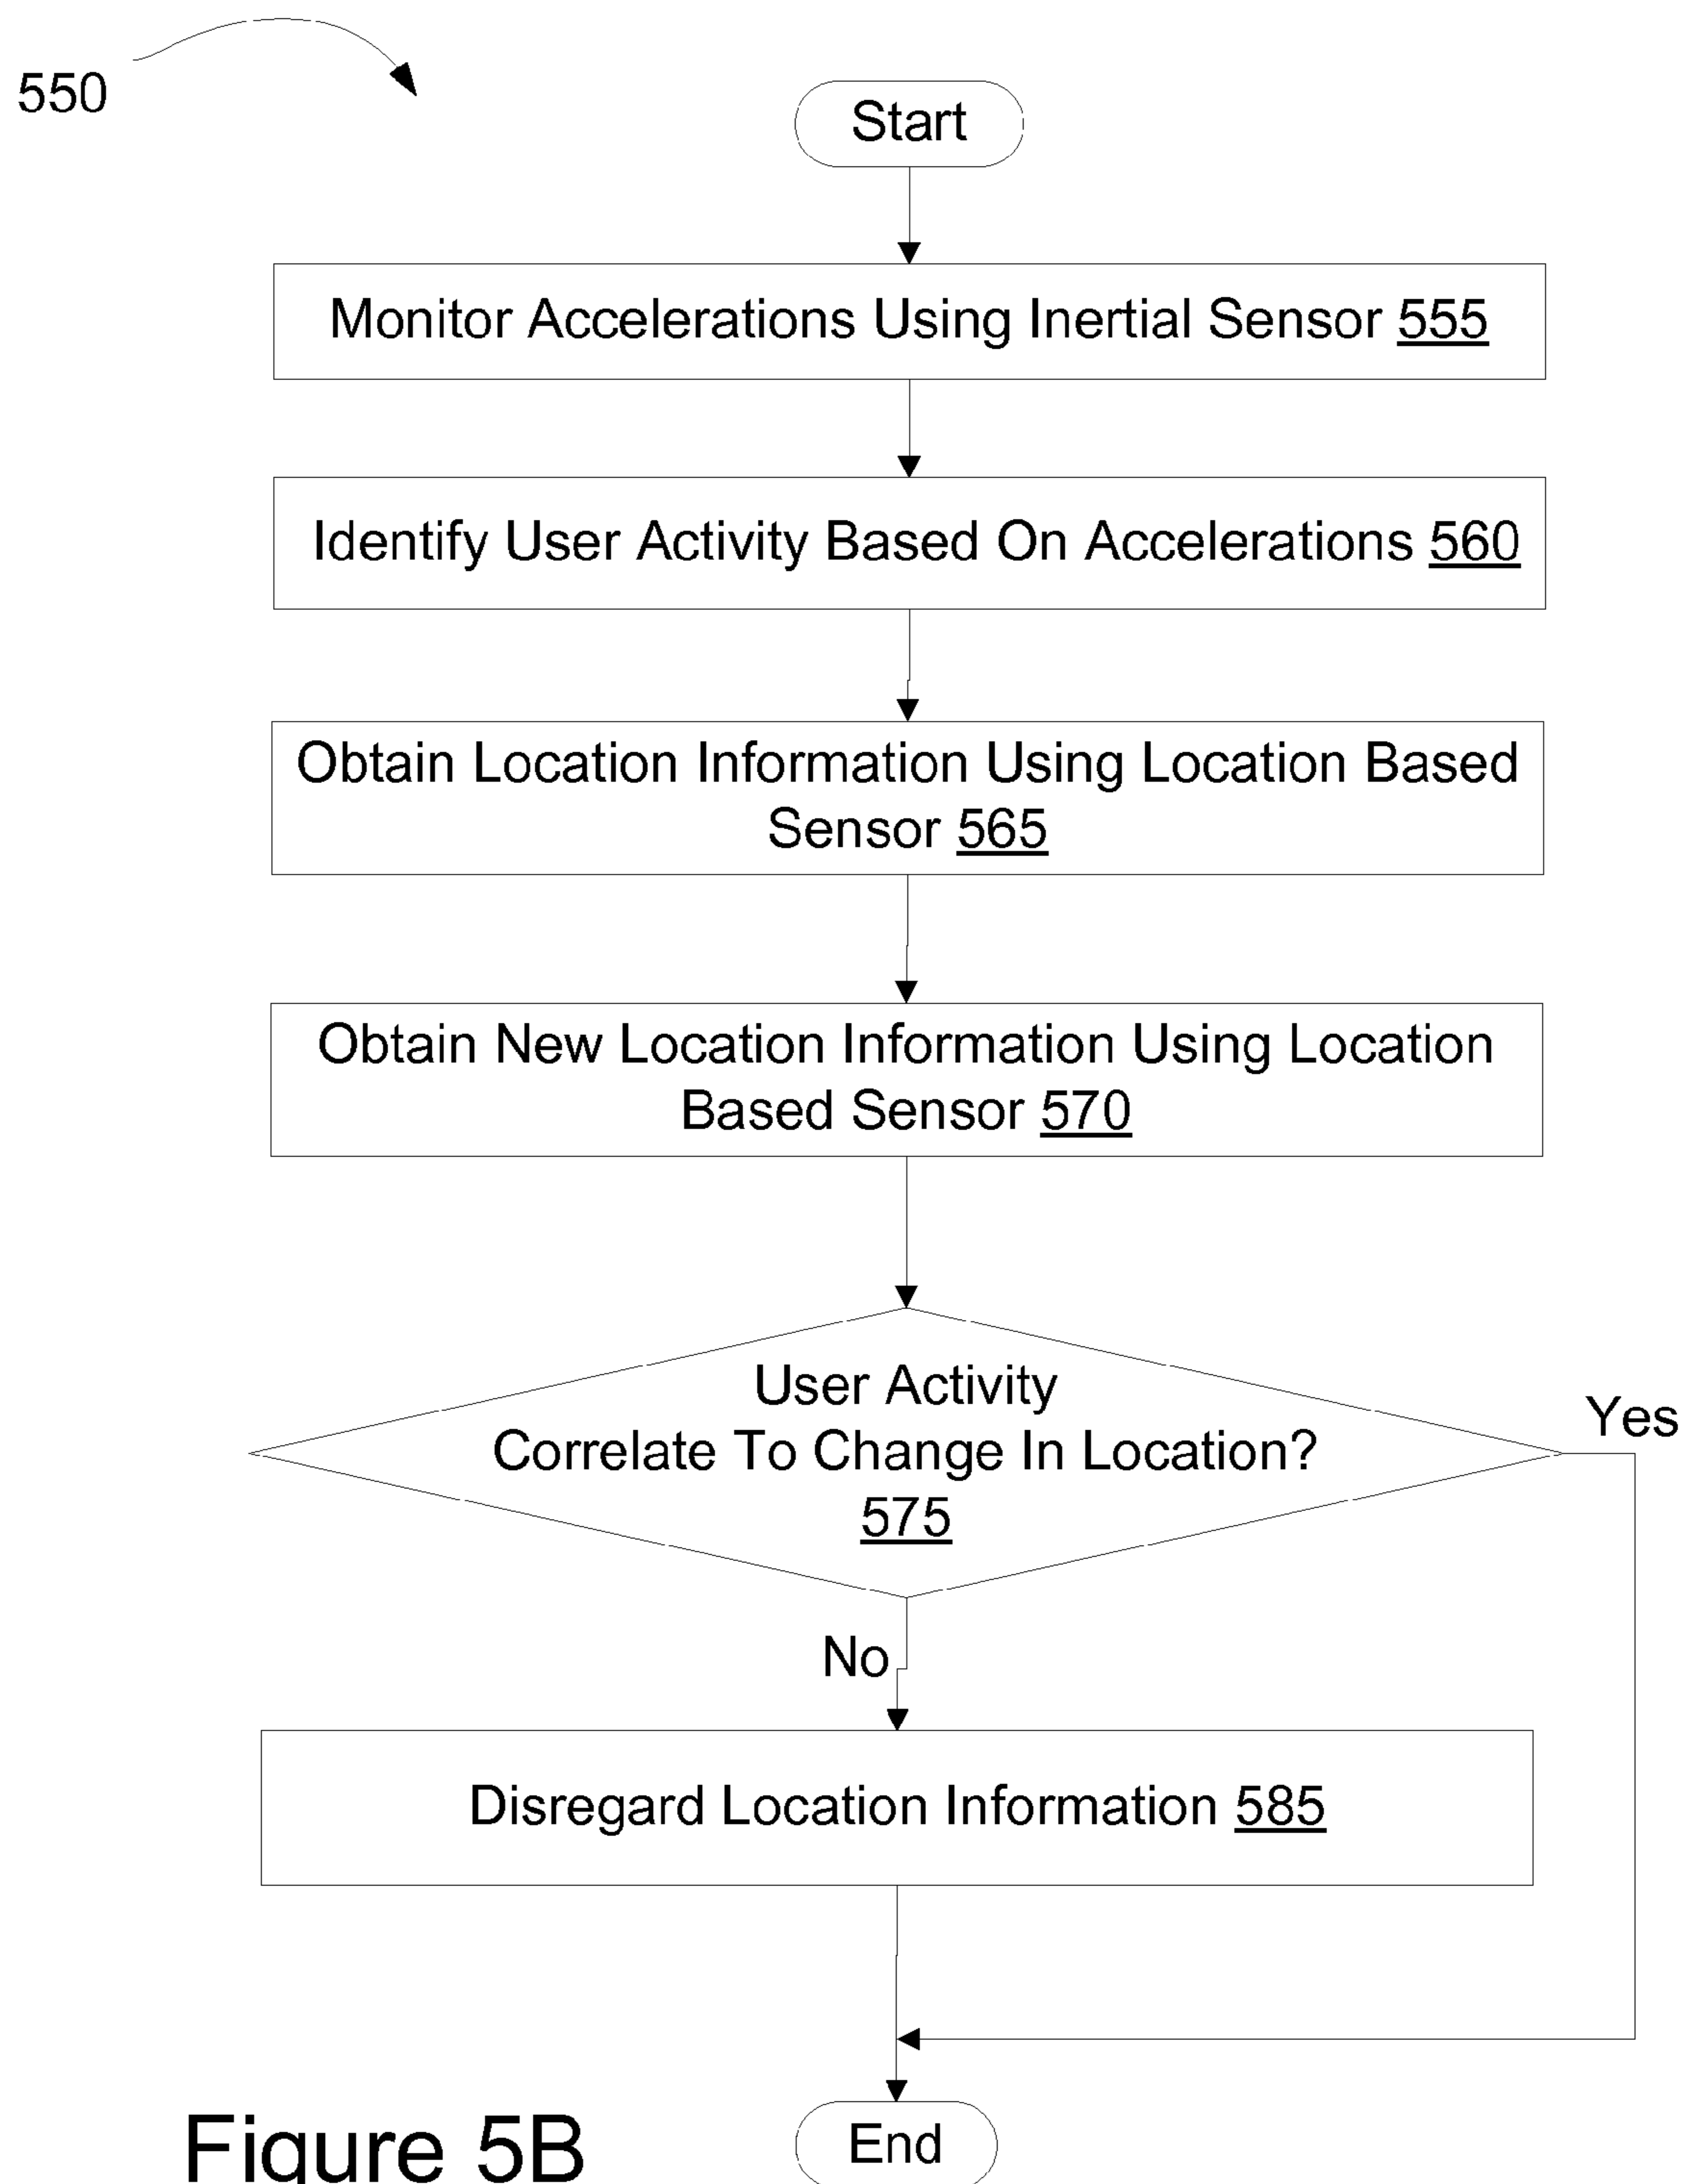 550
Start
Monitor Accelerations Using Inertial Sensor 555
Identify User Activity Based On Accelerations 560
Obtain Location Information Using Location Based
Sensor 565
Obtain New Location Information Using Location
Based Sensor 570
User Activity
Correlate To Change In Location?
575
Yes
No
Disregard Location Information 585
End
Figure 5B